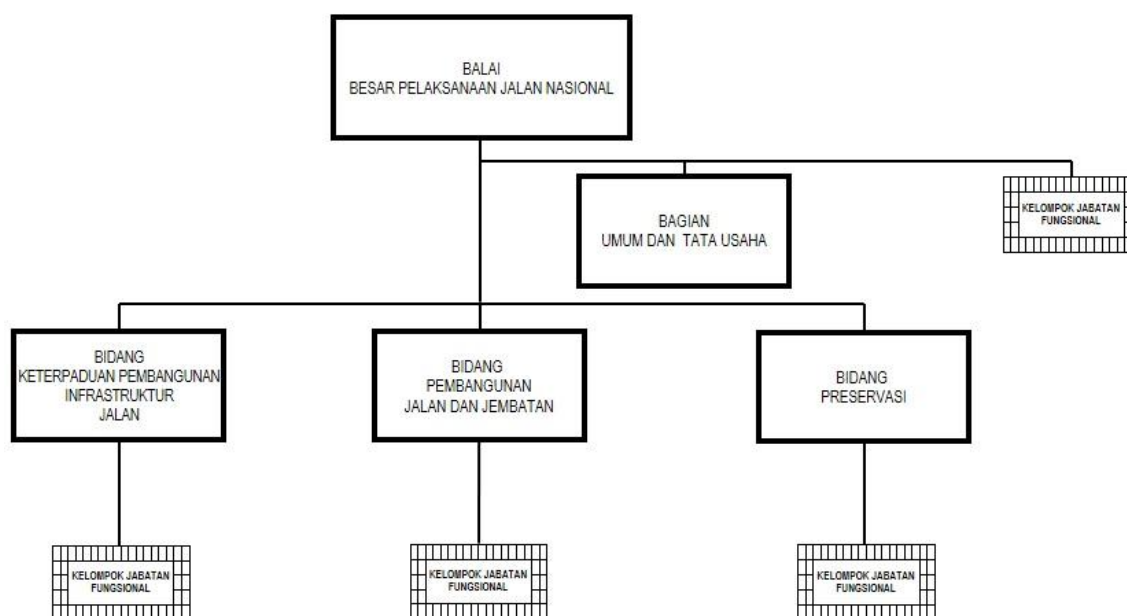 BALAI
BESAR PELAKSANAAN JALAN NASIONAL
BAGIAN
UMUM DAN TATA USAHA
KELOMPOK JABATAN
FUNGSIONAL
BIDANG
KETERPADUAN PEMBANGUNAN
INFRASTRUKTUR
JALAN
BIDANG
PEMBANGUNAN
JALAN DAN JEMBATAN
BIDANG
PRESERVASI
KELOMPOK JABATAN
FUNGSIONAL
KELOMPOK JABATAN
FUNGSIONAL
KELOMPOK JABATAN
FUNGSIONAL